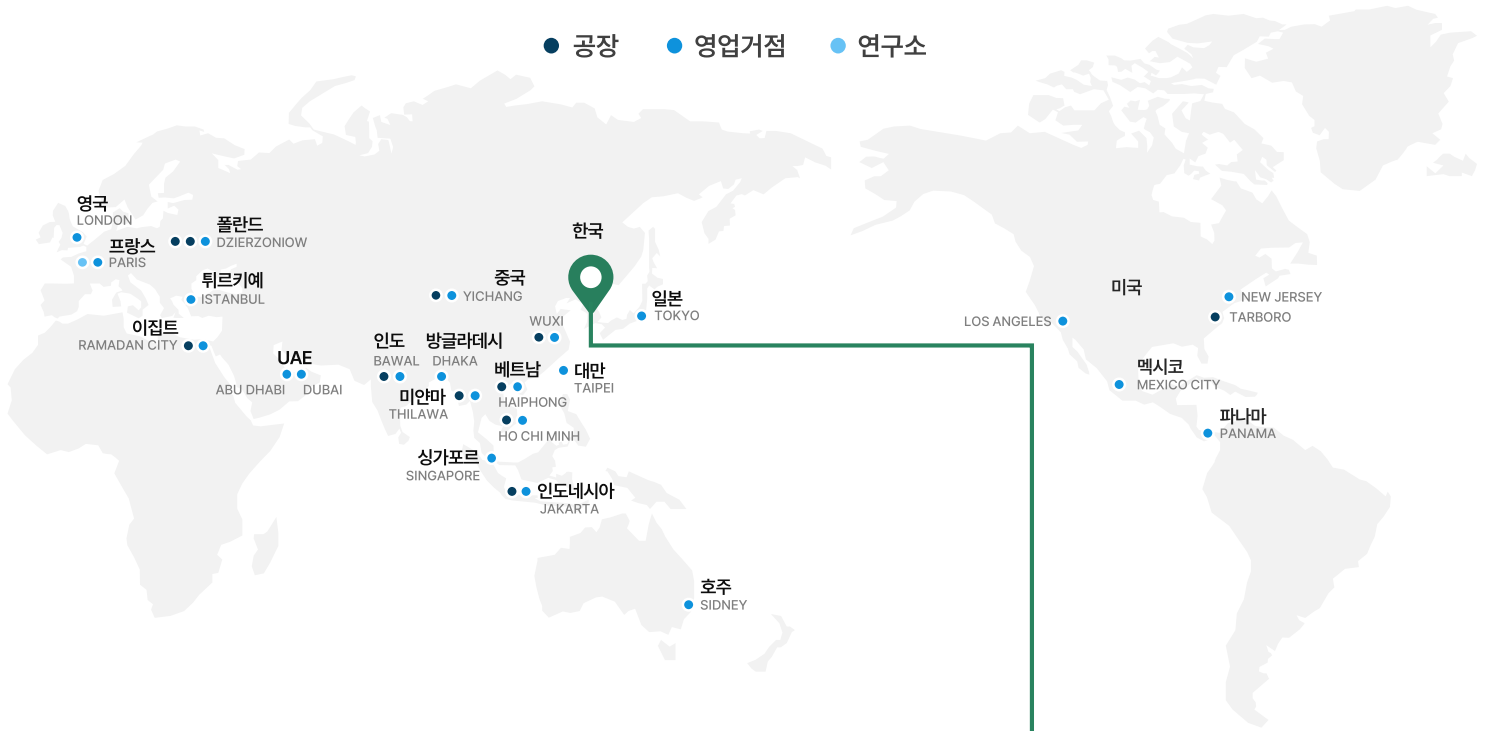 공장
영업거점
연구소
영국
LONDON
프랑스
PARIS
폴란드
DZIERZONIOW
튀르키예
ISTANBUL
이집트
RAMADAN CITY
UAE
ABU DHABI
DUBAI
인도
BAWAL
방글라데시
DHAKA
미얀마
THILAWA
중국
YICHANG
WUXI
베트남
HAIPHONG
HO CHI MINH
싱가포르
SINGAPORE
인도네시아
JAKARTA
한국
일본
TOKYO
대만
TAIPEI
호주
SIDNEY
미국
LOS ANGELES
NEW JERSEY
TARBORO
멕시코
MEXICO CITY
파나마
PANAMA